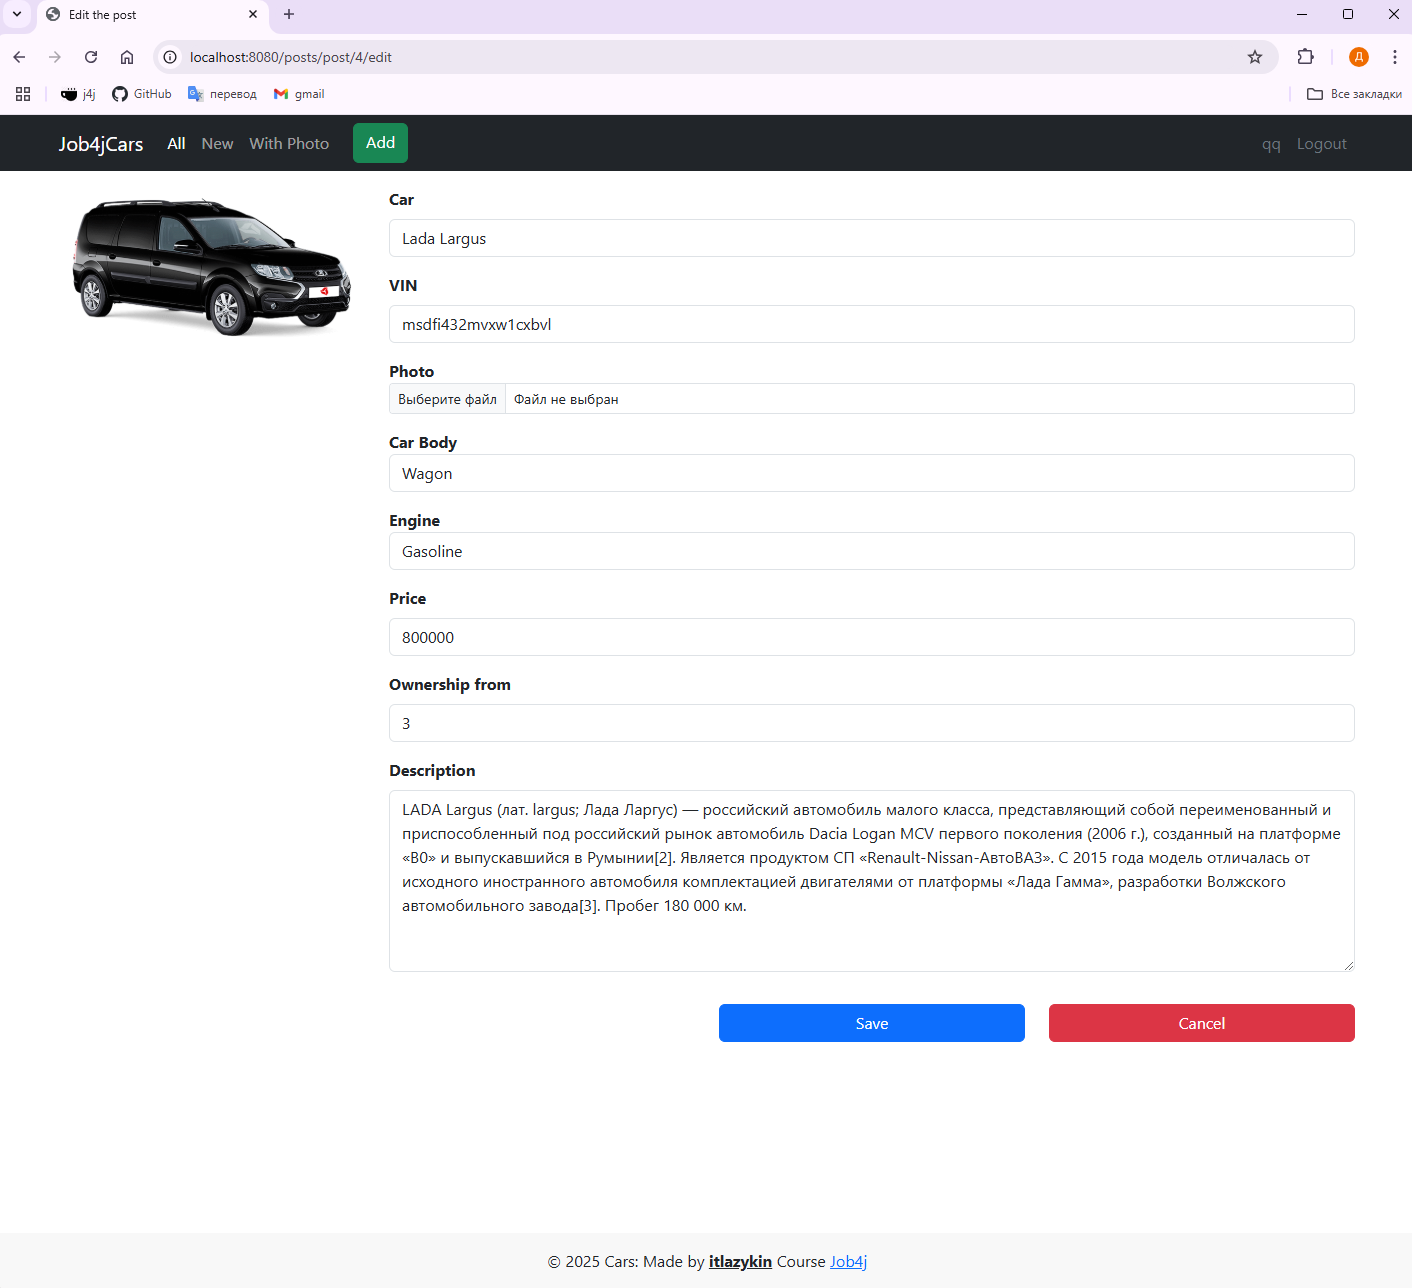 Edit the post
localhost:8080/posts/post/4/edit
Д
j4j GitHub перевод gmail Все закладки
Job4jCars All New With Photo Add qq Logout
Car
Lada Largus
VIN
msdfi432mvxw1cxbvl
Photo
Выберите файл Файл не выбран
Car Body
Wagon
Engine
Gasoline
Price
800000
Ownership from
3
Description
LADA Largus (лат. largus; Лада Ларгус) — российский автомобиль малого класса, представляющий собой переименованный и
приспособленный под российский рынок автомобиль Dacia Logan MCV первого поколения (2006 г.), созданный на платформе
«B0» и выпускавшийся в Румынии[2]. Является продуктом СП «Renault-Nissan-АвтоВАЗ». С 2015 года модель отличалась от
исходного иностранного автомобиля комплектацией двигателями от платформы «Лада Гамма», разработки Волжского
автомобильного завода[3]. Пробег 180 000 км.
Save Cancel
© 2025 Cars: Made by itlazykin Course Job4j